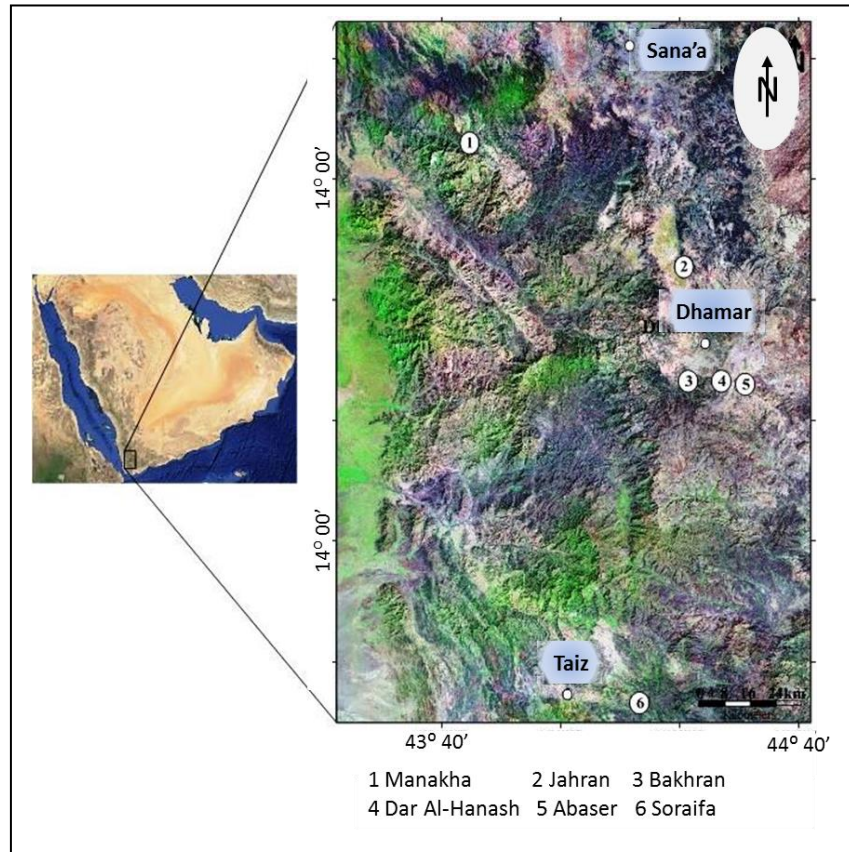 Sana’a
N
1
14° 00’
2
Dhamar
3 4 5
14° 00’
Taiz
6
43° 40’ 44° 40’
1 Manakha 2 Jahran 3 Bakhran
4 Dar Al-Hanash 5 Abaser 6 Soraifa